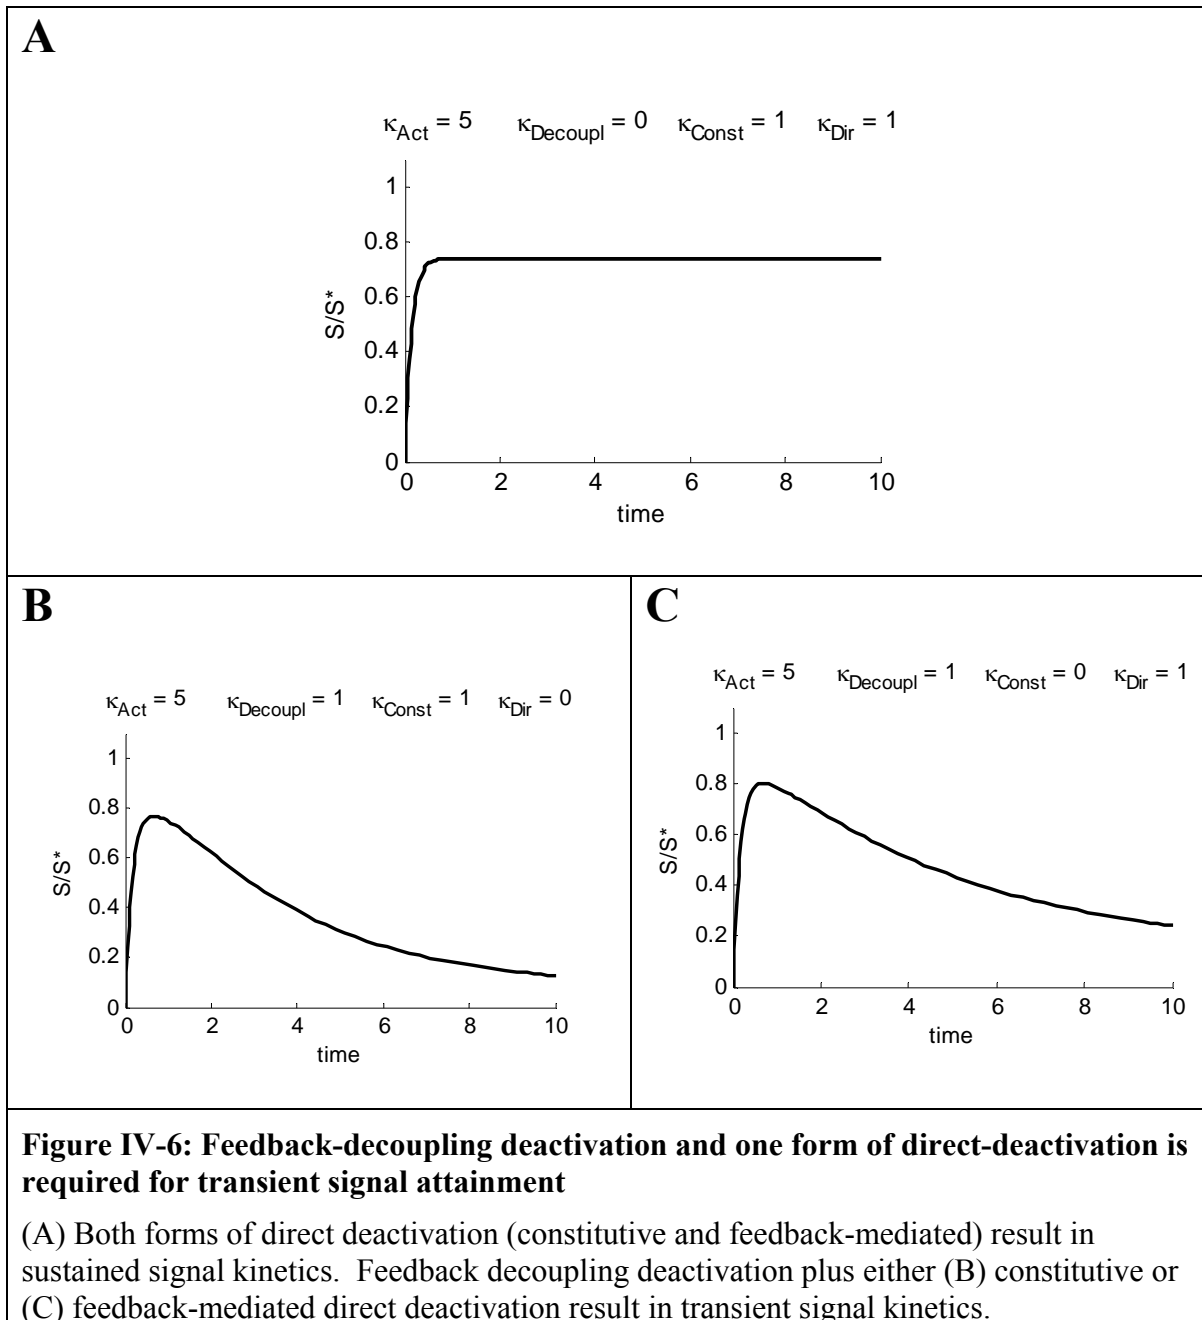 A
κAct = 5 κDecoupl = 0 κConst = 1 κDir = 1
1
0.8
0.6
0.4
0.2
0
S/S*
0 2 4 6 8 10
time
B
κAct = 5 κDecoupl = 1 κConst = 1 κDir = 0
1
0.8
0.6
0.4
0.2
0
S/S*
0 2 4 6 8 10
time
C
κAct = 5 κDecoupl = 1 κConst = 0 κDir = 1
1
0.8
0.6
0.4
0.2
0
S/S*
0 2 4 6 8 10
time
Figure IV-6: Feedback-decoupling deactivation and one form of direct-deactivation is
required for transient signal attainment
(A) Both forms of direct deactivation (constitutive and feedback-mediated) result in
sustained signal kinetics.  Feedback decoupling deactivation plus either (B) constitutive or
(C) feedback-mediated direct deactivation result in transient signal kinetics.